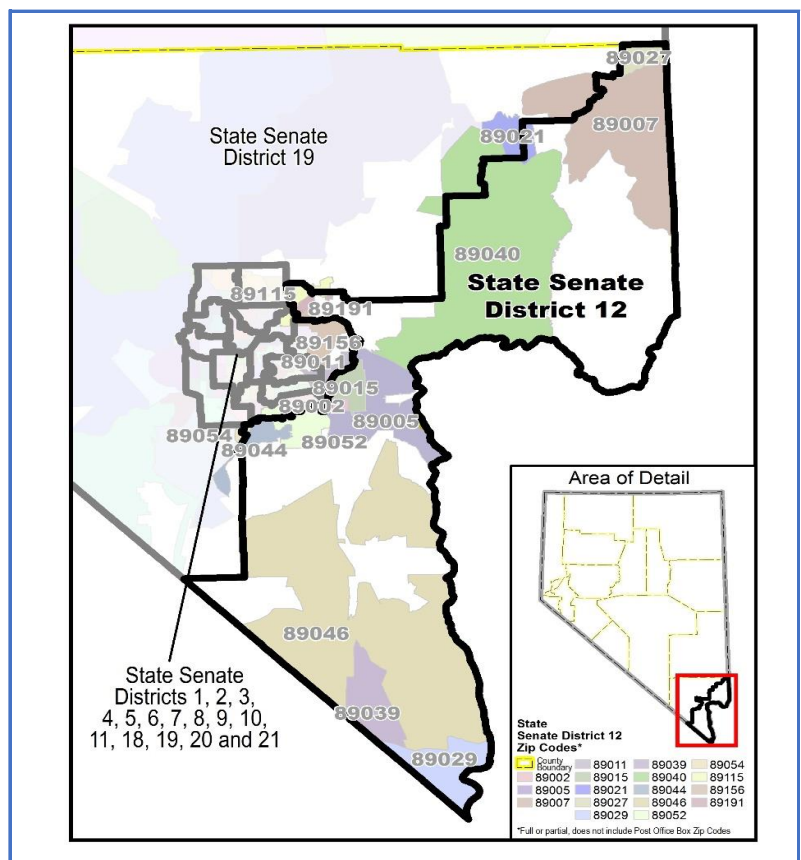 89027
89007
89021
State Senate
District 19
89040
State Senate
District 12
89115
89191
89156
89011
89015
89002
89005
89054
89052
89044
89046
89039
89029
State Senate
Districts 1, 2, 3,
4, 5, 6, 7, 8, 9, 10,
11, 18, 19, 20 and 21
Area of Detail
State
Senate District 12
Zip Codes*
County
Boundary
89002
89005
89007
89011
89015
89021
89027
89029
89039
89040
89044
89046
89052
89054
89115
89156
89191
*Full or partial, does not include Post Office Box Zip Codes